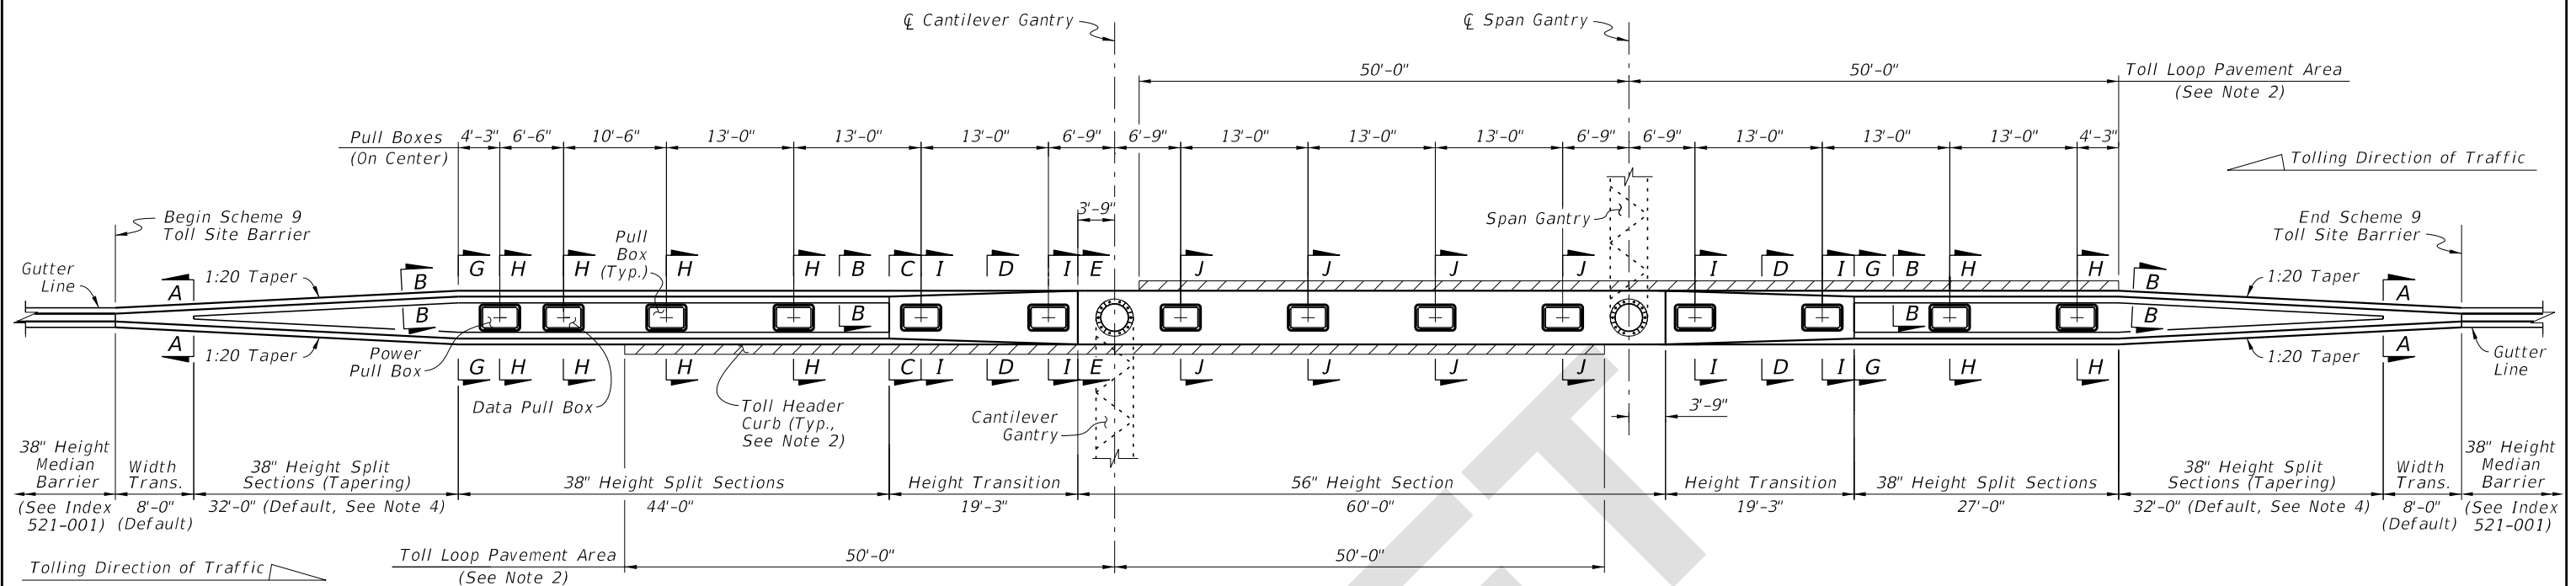 ℄ Cantilever Gantry
℄ Span Gantry
50'-0"
50'-0"
Toll Loop Pavement Area
(See Note 2)
Pull Boxes
(On Center)
4'-3"
6'-6"
10'-6"
13'-0"
13'-0"
13'-0"
6'-9"
6'-9"
13'-0"
13'-0"
13'-0"
6'-9"
6'-9"
13'-0"
13'-0"
13'-0"
4'-3"
Tolling Direction of Traffic
Begin Scheme 9
Toll Site Barrier
3'-9"
Span Gantry
End Scheme 9
Toll Site Barrier
Pull
Box
(Typ.)
Gutter
Line
1:20 Taper
A
B
G
H
H
H
H
B
C
I
D
I
E
J
J
J
J
I
D
I
G
B
H
H
B
1:20 Taper
A
B
B
B
B
A
1:20 Taper
Power
Pull Box
G
H
H
H
H
C
I
D
I
E
J
J
J
J
I
D
I
G
H
H
1:20 Taper
A
Gutter
Line
Data Pull Box
Toll Header
Curb (Typ.,
See Note 2)
Cantilever
Gantry
3'-9"
38" Height
Median
Barrier
(See Index
521-001)
Width
Trans.
8'-0"
(Default)
38" Height Split
Sections (Tapering)
32'-0" (Default, See Note 4)
38" Height Split Sections
44'-0"
Height Transition
19'-3"
56" Height Section
60'-0"
Height Transition
19'-3"
38" Height Split Sections
27'-0"
38" Height Split
Sections (Tapering)
32'-0" (Default, See Note 4)
Width
Trans.
8'-0"
(Default)
38" Height
Median
Barrier
(See Index
521-001)
Tolling Direction of Traffic
Toll Loop Pavement Area
(See Note 2)
50'-0"
50'-0"